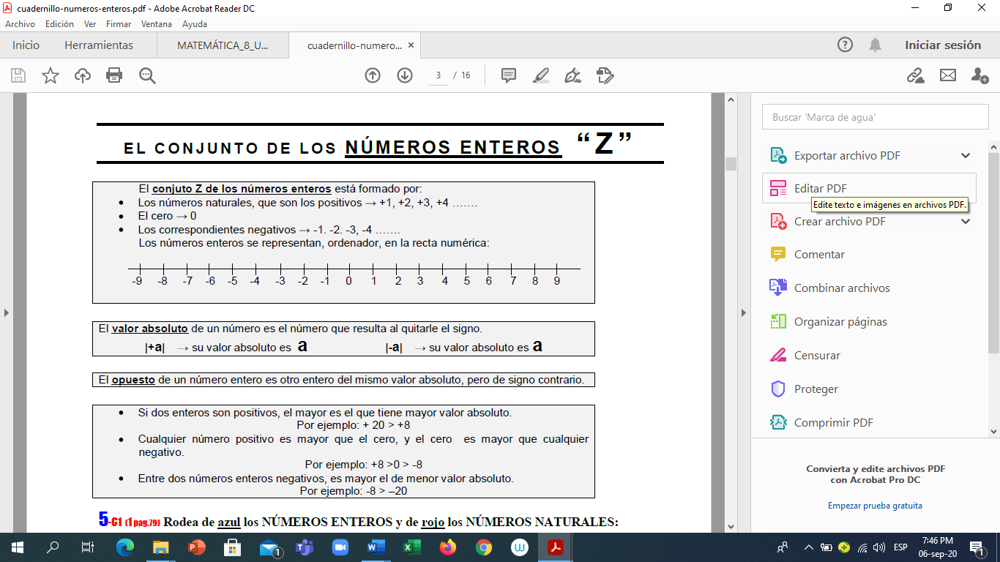 cuadernillo-numeros-enteros.pdf - Adobe Acrobat Reader DC
Archivo Edición Ver Firmar Ventana Ayuda
Inicio Herramientas MATEMÁTICA_8_U... cuadernillo-numero... × Iniciar sesión
3 / 16
Buscar 'Marca de agua'
EL CONJUNTO DE LOS NÚMEROS ENTEROS “Z”
El conjuto Z de los números enteros está formado por:
• Los números naturales, que son los positivos → +1, +2, +3, +4 …….
• El cero → 0
• Los correspondientes negativos → -1. -2. -3, -4 …….
Los números enteros se representan, ordenador, en la recta numérica:
-9 -8 -7 -6 -5 -4 -3 -2 -1 0 1 2 3 4 5 6 7 8 9
El valor absoluto de un número es el número que resulta al quitarle el signo.
|+a| → su valor absoluto es a |-a| → su valor absoluto es a
El opuesto de un número entero es otro entero del mismo valor absoluto, pero de signo contrario.
• Si dos enteros son positivos, el mayor es el que tiene mayor valor absoluto.
Por ejemplo: + 20 > +8
• Cualquier número positivo es mayor que el cero, y el cero es mayor que cualquier
negativo.
Por ejemplo: +8 >0 > -8
• Entre dos números enteros negativos, es mayor el de menor valor absoluto.
Por ejemplo: -8 > –20
5-C1 (1 pag.79) Rodea de azul los NÚMEROS ENTEROS y de rojo los NÚMEROS NATURALES:
Exportar archivo PDF
Editar PDF
Edite texto e imágenes en archivos PDF.
Crear archivo PDF
Comentar
Combinar archivos
Organizar páginas
Censurar
Proteger
Comprimir PDF
Convierta y edite archivos PDF
con Acrobat Pro DC
Empezar prueba gratuita
1
W
ESP
7:46 PM
06-sep-20
1